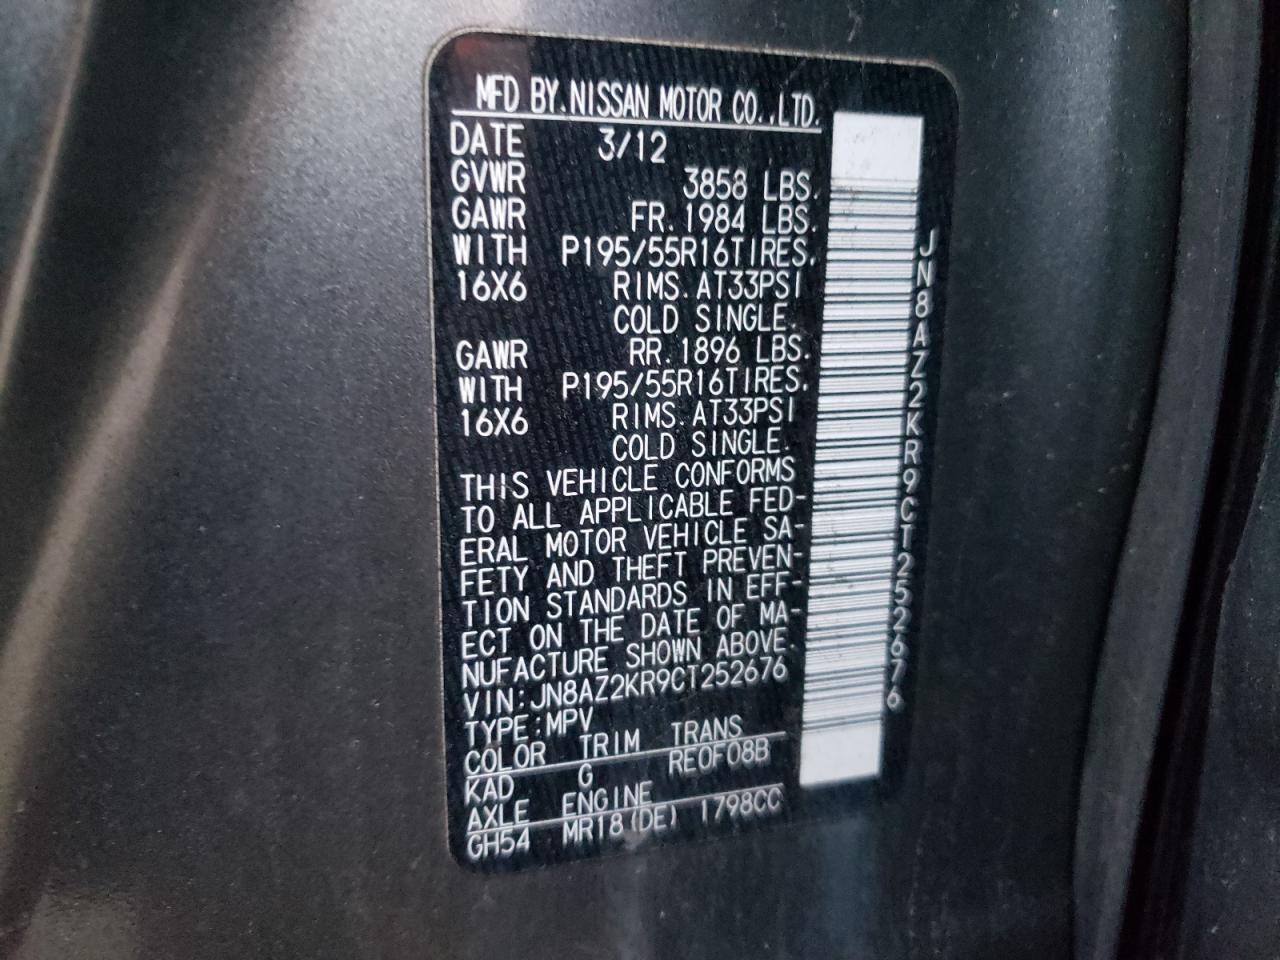 MFD BY.NISSAN MOTOR CO.,LTD.
DATE 3/12
GVWR 3858 LBS.
GAWR FR.1984 LBS.
WITH P195/55R16TIRES.
16X6 RIMS.AT33PSI
COLD SINGLE.
GAWR RR.1896 LBS.
WITH P195/55R16TIRES.
16X6 RIMS.AT33PSI
COLD SINGLE.
THIS VEHICLE CONFORMS
TO ALL APPLICABLE FED-
ERAL MOTOR VEHICLE SA-
FETY AND THEFT PREVEN-
TION STANDARDS IN EFF-
ECT ON THE DATE OF MA-
NUFACTURE SHOWN ABOVE.
VIN:JN8AZ2KR9CT252676
TYPE:MPV
COLOR TRIM TRANS
KAD G RE0F08B
AXLE ENGINE
GH54 MR18(DE) 1798CC
JN8AZ2KR9CT252676